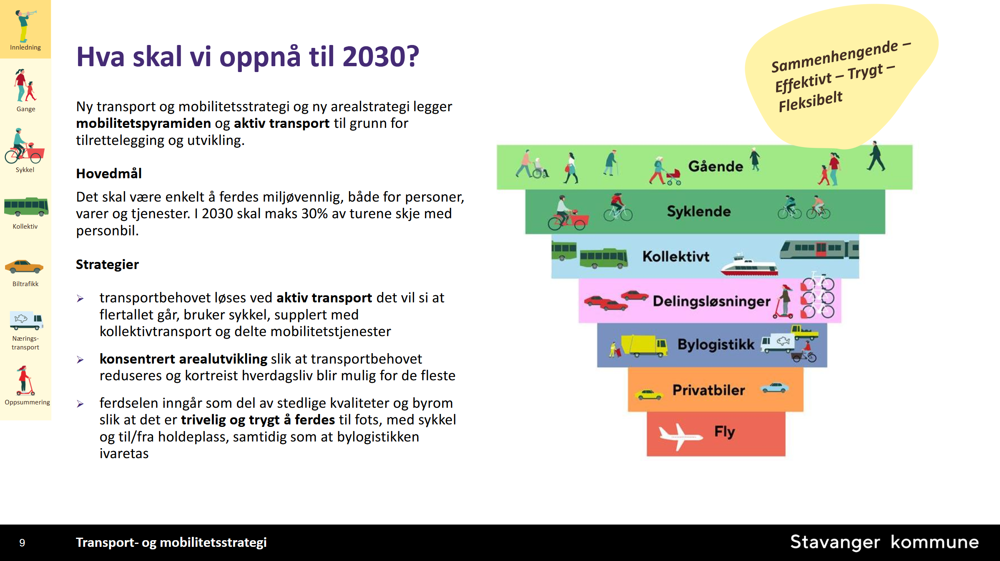 Innledning
Gange
Sykkel
Kollektiv
Biltrafikk
Nærings-
transport
Oppsummering
Hva skal vi oppnå til 2030?
Ny transport og mobilitetsstrategi og ny arealstrategi legger
mobilitetspyramiden og aktiv transport til grunn for
tilrettelegging og utvikling.
Hovedmål
Det skal være enkelt å ferdes miljøvennlig, både for personer,
varer og tjenester. I 2030 skal maks 30% av turene skje med
personbil.
Strategier
transportbehovet løses ved aktiv transport det vil si at
flertallet går, bruker sykkel, supplert med
kollektivtransport og delte mobilitetstjenester
konsentrert arealutvikling slik at transportbehovet
reduseres og kortreist hverdagsliv blir mulig for de fleste
ferdselen inngår som del av stedlige kvaliteter og byrom
slik at det er trivelig og trygt å ferdes til fots, med sykkel
og til/fra holdeplass, samtidig som at bylogistikken
ivaretas
Sammenhengende –
Effektivt – Trygt –
Fleksibelt
Gående
Syklende
Kollektivt
Delingsløsninger
Bylogistikk
Privatbiler
Fly
9
Transport- og mobilitetsstrategi
Stavanger kommune